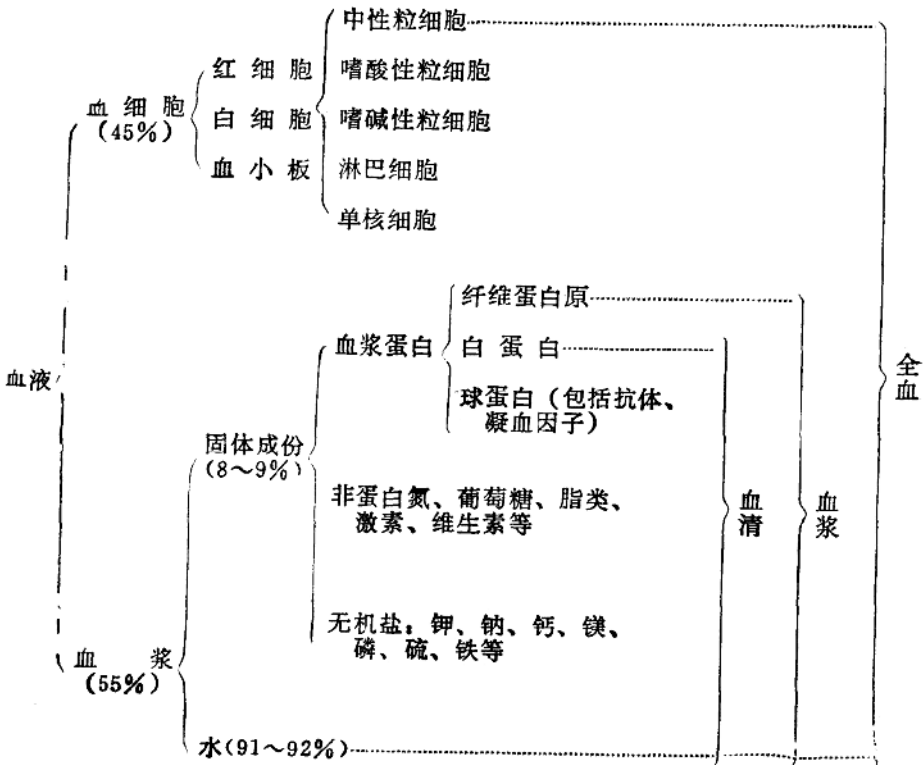 中性粒细胞
红细胞
嗜酸性粒细胞
血细胞
(45%)
白细胞
嗜碱性粒细胞
血小板
淋巴细胞
单核细胞
纤维蛋白原
血浆蛋白
白蛋白
血液
全血
球蛋白(包括抗体、
凝血因子)
固体成份
(8～9%)
非蛋白氮、葡萄糖、脂类、
激素、维生素等
血清
血浆
无机盐：钾、钠、钙、镁、
磷、硫、铁等
血浆
(55%)
水(91～92%)